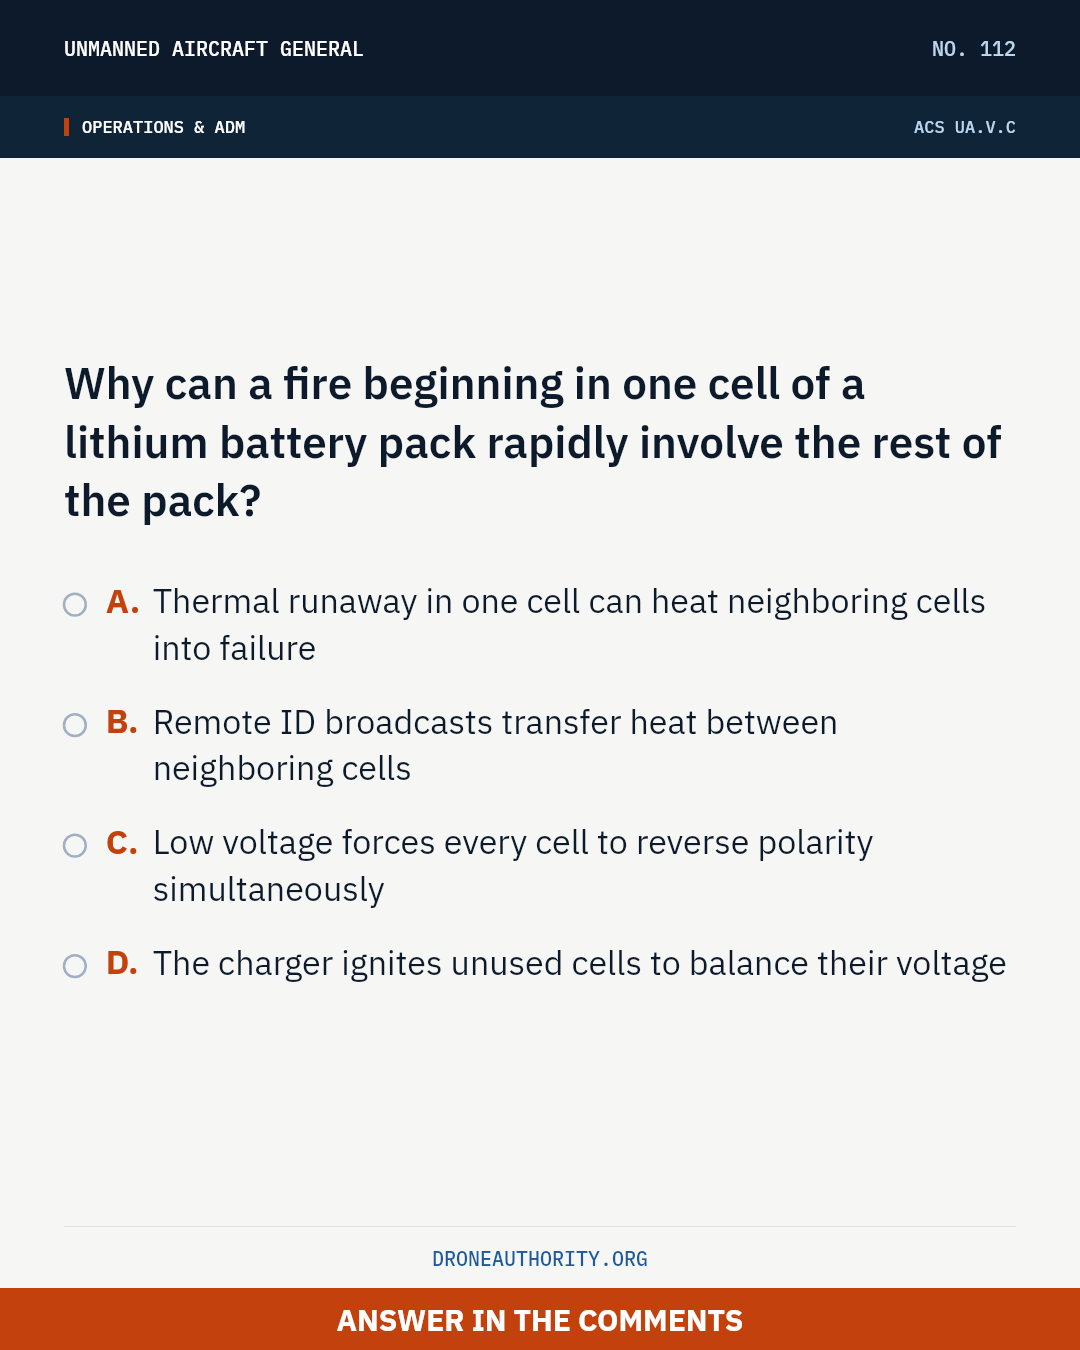 UNMANNED AIRCRAFT GENERAL
NO. 112
OPERATIONS & ADM
ACS UA.V.C
Why can a fire beginning in one cell of a
lithium battery pack rapidly involve the rest of
the pack?
A. Thermal runaway in one cell can heat neighboring cells
into failure
B. Remote ID broadcasts transfer heat between
neighboring cells
C. Low voltage forces every cell to reverse polarity
simultaneously
D. The charger ignites unused cells to balance their voltage
DRONEAUTHORITY.ORG
ANSWER IN THE COMMENTS